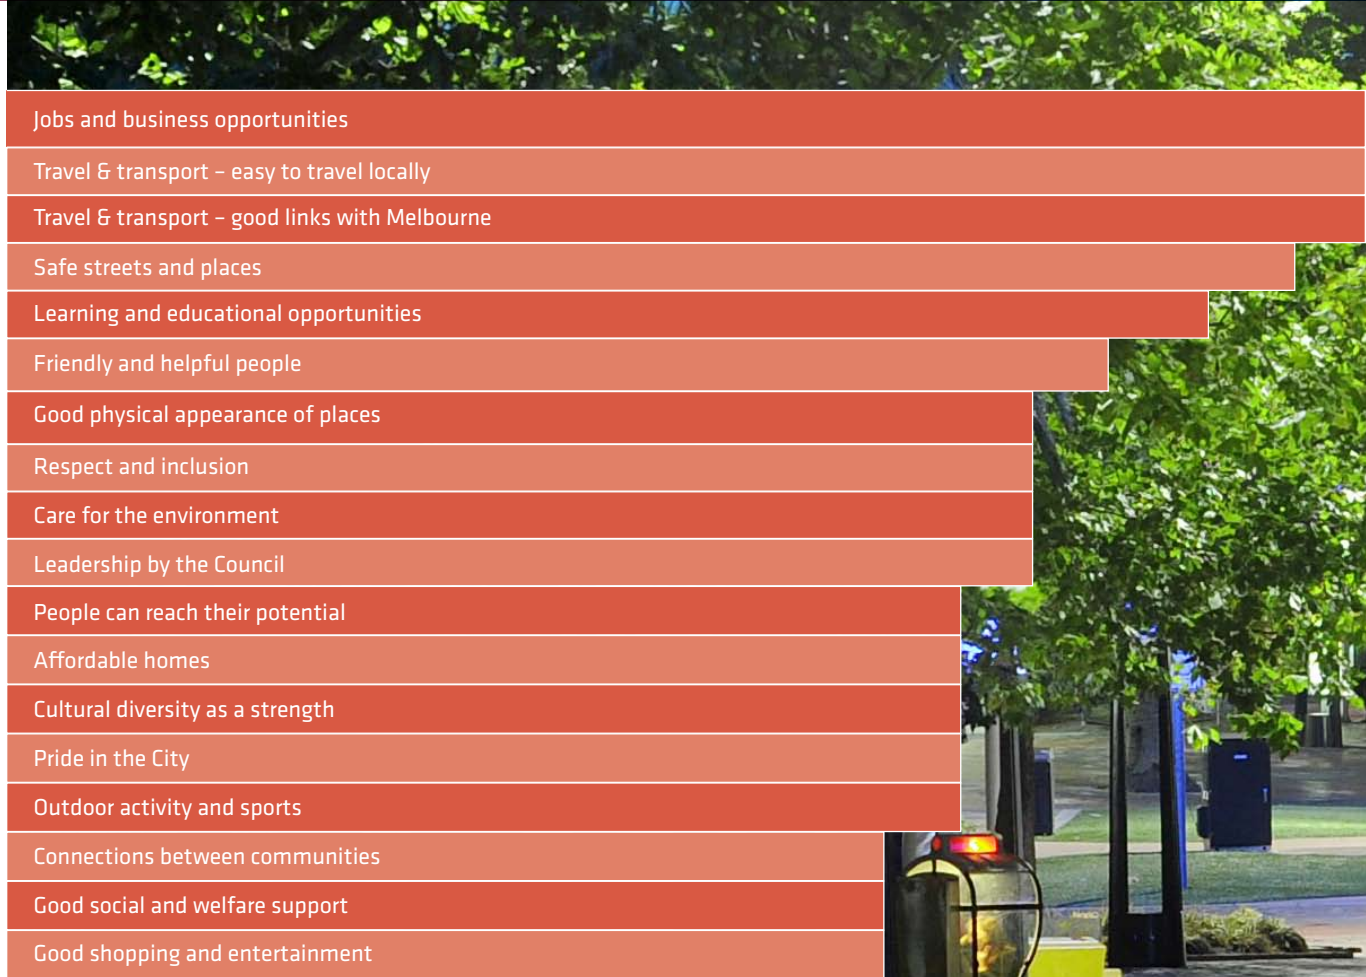 Jobs and business opportunities
Travel & transport – easy to travel locally
Travel & transport – good links with Melbourne
Safe streets and places
Learning and educational opportunities
Friendly and helpful people
Good physical appearance of places
Respect and inclusion
Care for the environment
Leadership by the Council
People can reach their potential
Affordable homes
Cultural diversity as a strength
Pride in the City
Outdoor activity and sports
Connections between communities
Good social and welfare support
Good shopping and entertainment